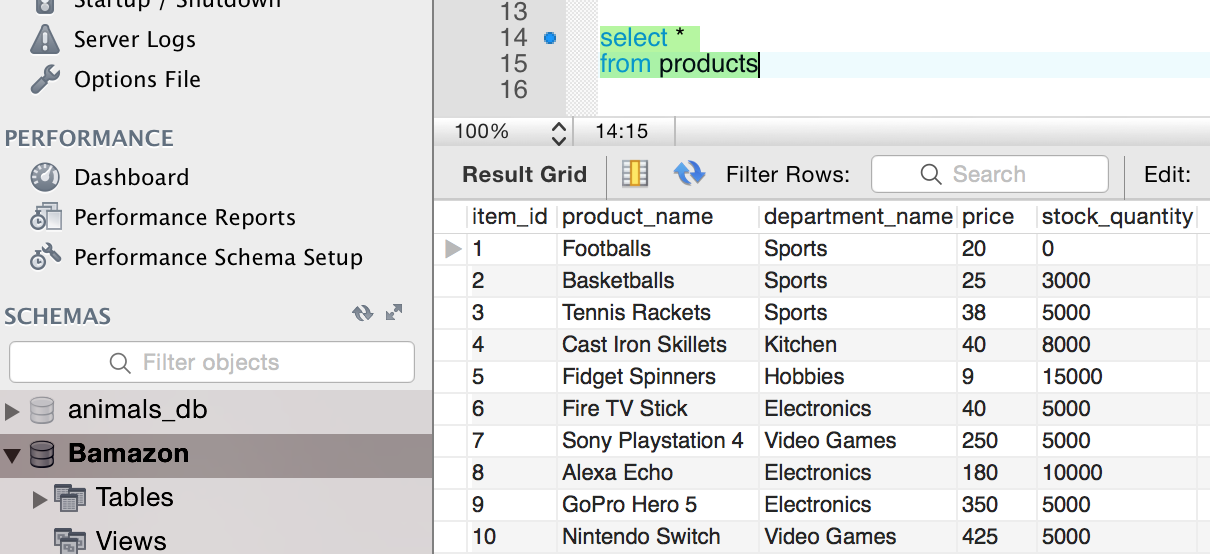 Startup / Shutdown
Server Logs
Options File
PERFORMANCE
Dashboard
Performance Reports
Performance Schema Setup
SCHEMAS
Filter objects
animals_db
Bamazon
Tables
Views
13
14 select *
15 from products
16
100% 14:15
Result Grid Filter Rows: Search Edit:
item_id product_name department_name price stock_quantity
1 Footballs Sports 20 0
2 Basketballs Sports 25 3000
3 Tennis Rackets Sports 38 5000
4 Cast Iron Skillets Kitchen 40 8000
5 Fidget Spinners Hobbies 9 15000
6 Fire TV Stick Electronics 40 5000
7 Sony Playstation 4 Video Games 250 5000
8 Alexa Echo Electronics 180 10000
9 GoPro Hero 5 Electronics 350 5000
10 Nintendo Switch Video Games 425 5000